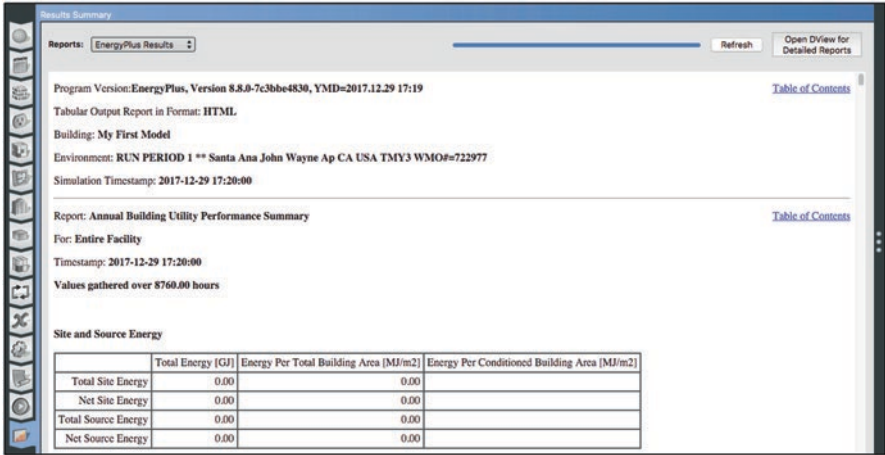 Results Summary
Reports: EnergyPlus Results Refresh Open DView for Detailed Reports
Program Version:EnergyPlus, Version 8.8.0-7c3bbe4830, YMD=2017.12.29 17:19 Table of Contents
Tabular Output Report in Format: HTML
Building: My First Model
Environment: RUN PERIOD 1 ** Santa Ana John Wayne Ap CA USA TMY3 WMO#=722977
Simulation Timestamp: 2017-12-29 17:20:00
Report: Annual Building Utility Performance Summary Table of Contents
For: Entire Facility
Timestamp: 2017-12-29 17:20:00
Values gathered over 8760.00 hours
Site and Source Energy
Total Energy [GJ] Energy Per Total Building Area [MJ/m2] Energy Per Conditioned Building Area [MJ/m2]
Total Site Energy 0.00 0.00
Net Site Energy 0.00 0.00
Total Source Energy 0.00 0.00
Net Source Energy 0.00 0.00